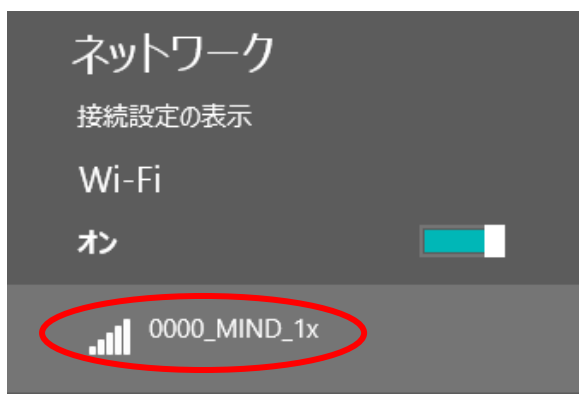 ネットワーク
接続設定の表示
Wi-Fi
オン
0000_MIND_1x